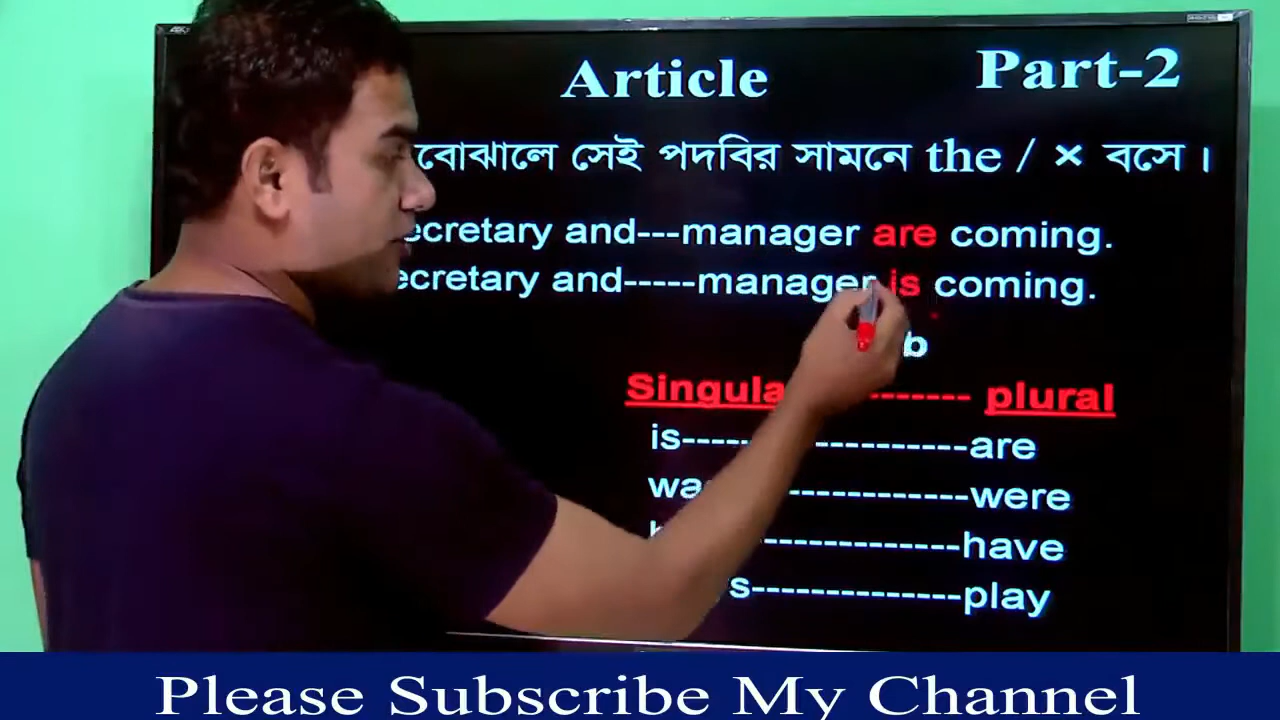 Article Part-2
বোঝালে সেই পদবির সামনে the / × বসে ।
ecretary and---manager are coming.
ecretary and-----manager is coming.
b
Singula ------- plural
is------------------are
wa-----------were
-------------have
s-------------play
Please Subscribe My Channel